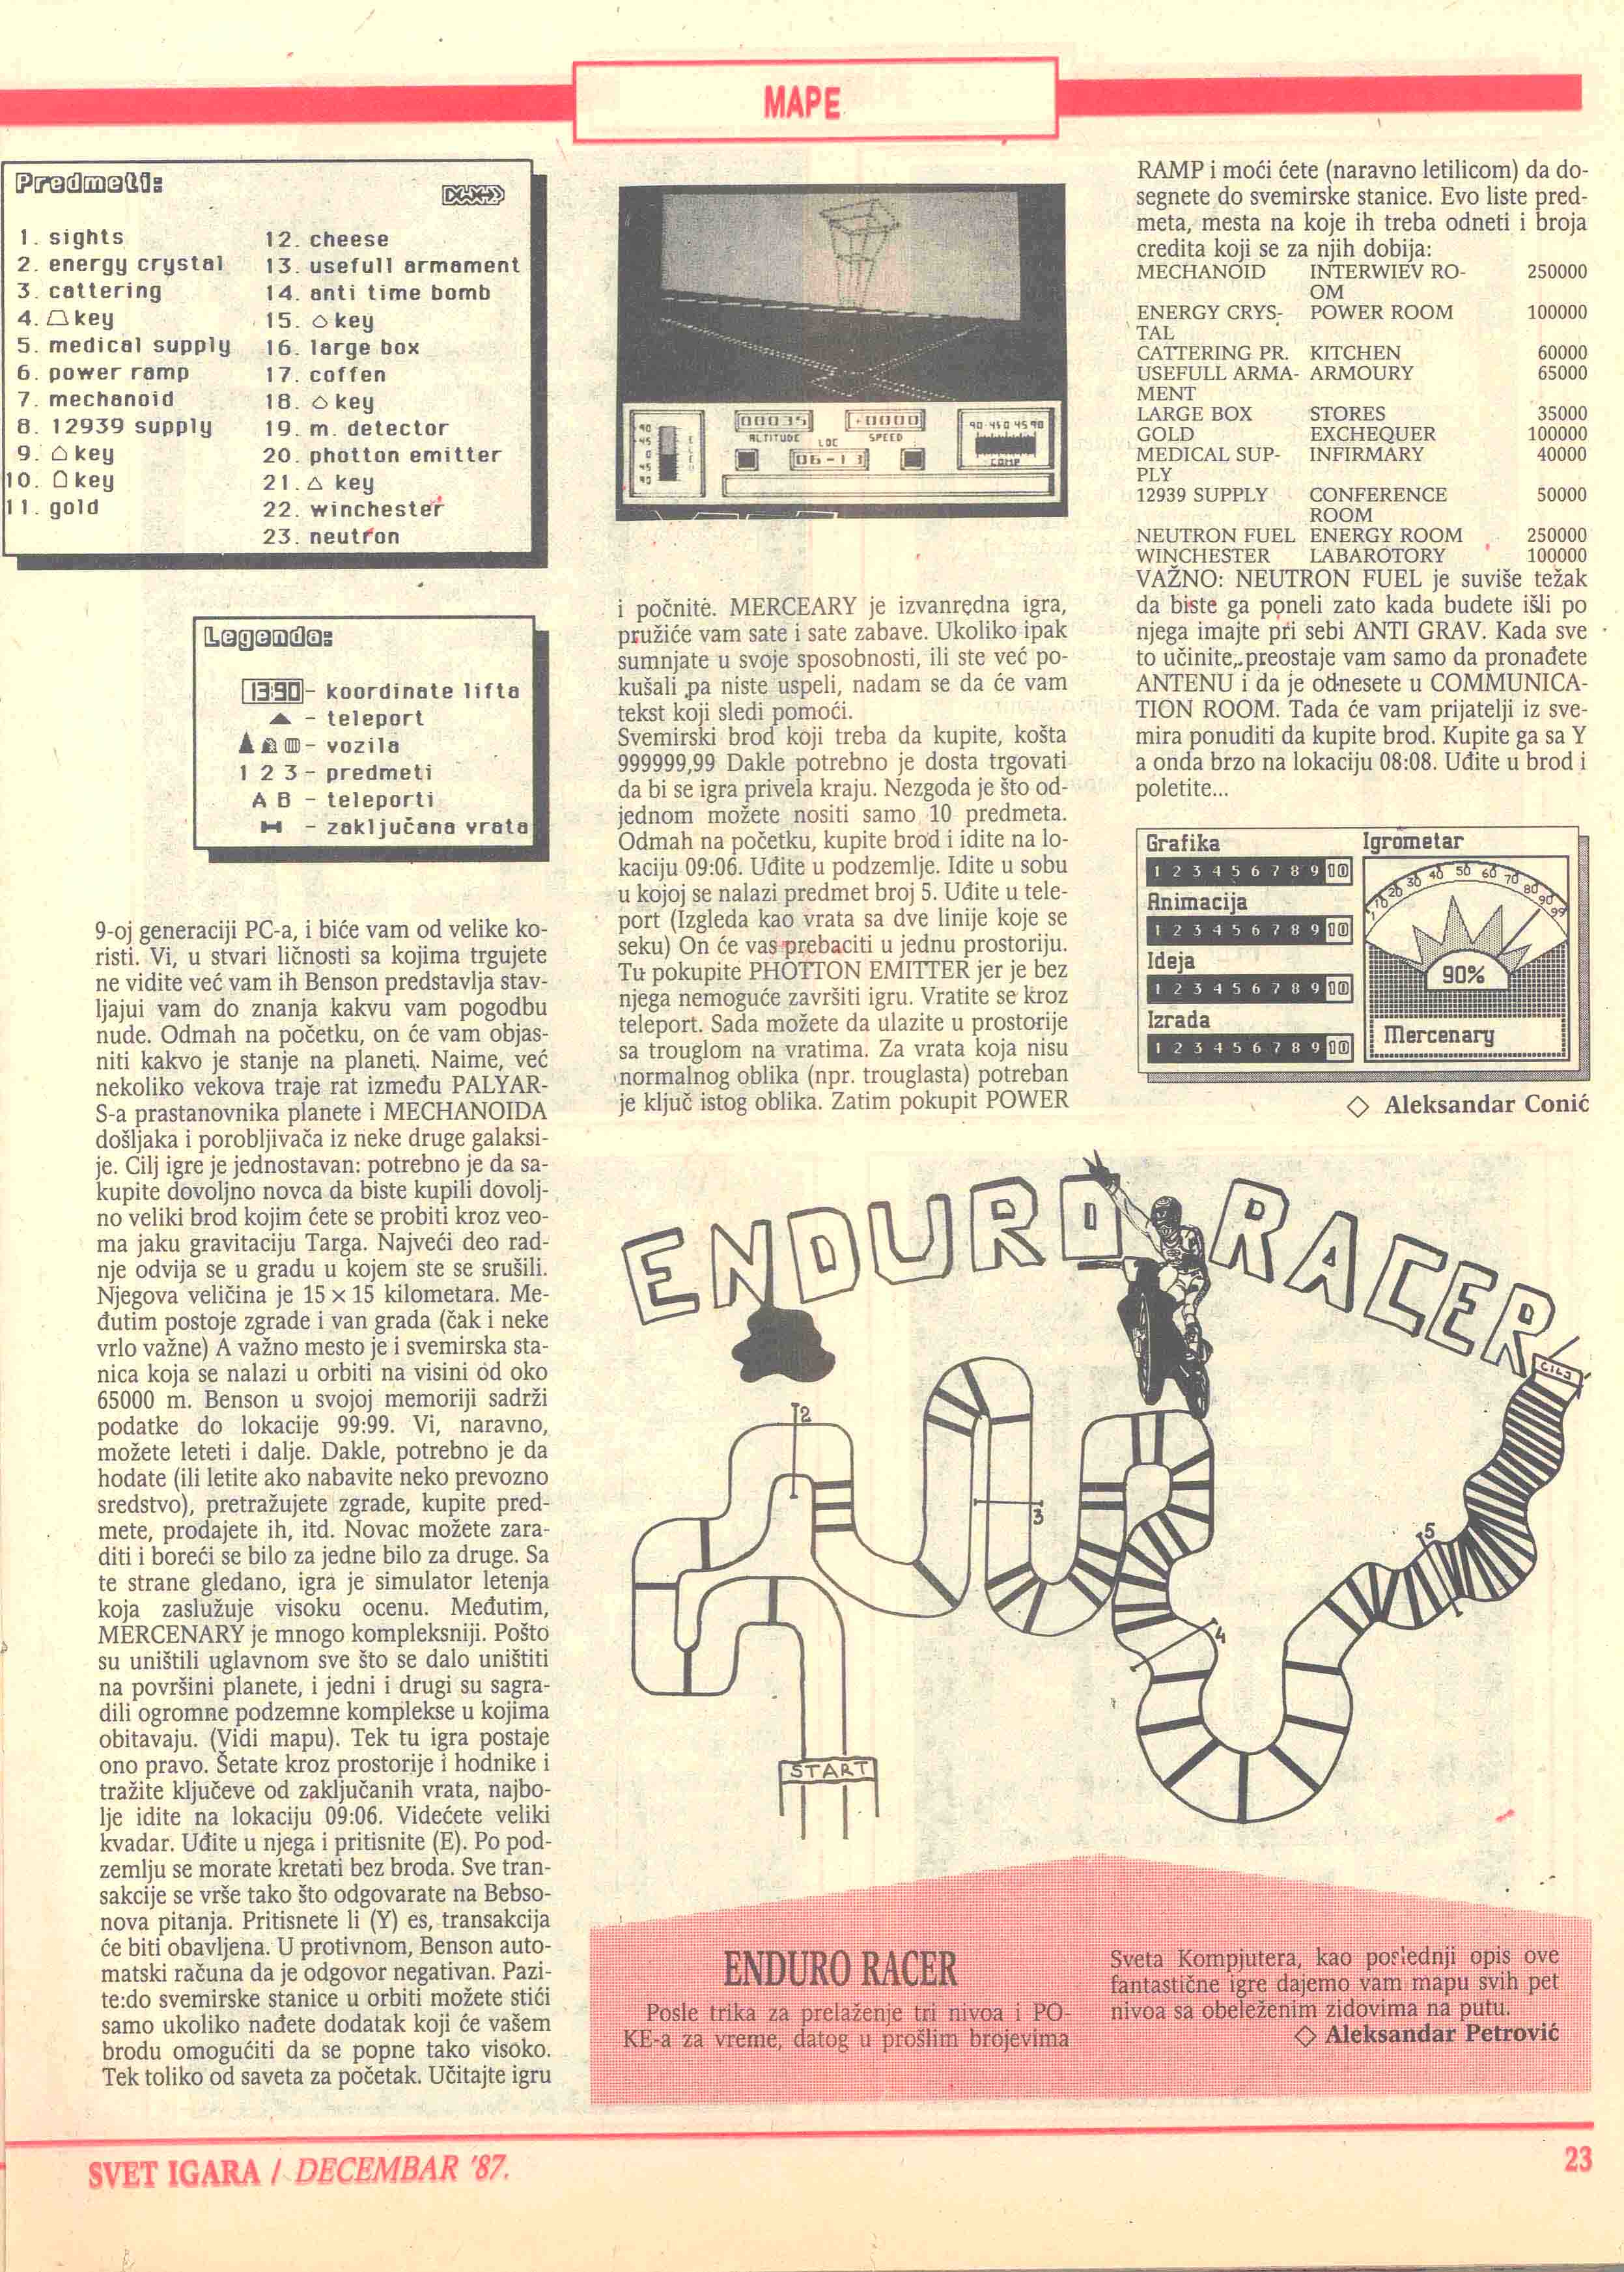 MAPE
Predmeti:
1. sights
2. energy crystal
3. cattering
4. key
5. medical supply
6. power ramp
7. mechanoid
8. 12939 supply
9. key
10. key
11. gold
12. cheese
13. usefull armament
14. anti time bomb
15. key
16. large box
17. coffen
18. key
19. m. detector
20. photton emitter
21. key
22. winchester
23. neutron
Legenda:
13:90 - koordinate lifta
- teleport
- vozila
1 2 3 - predmeti
A B - teleporti
- zaključana vrata
9-oj generaciji PC-a, i biće vam od velike ko-
risti. Vi, u stvari ličnosti sa kojima trgujete
ne vidite već vam ih Benson predstavlja stav-
ljajui vam do znanja kakvu vam pogodbu
nude. Odmah na početku, on će vam objas-
niti kakvo je stanje na planeti. Naime, već
nekoliko vekova traje rat između PALYAR-
S-a prastanovnika planete i MECHANOIDA
došljaka i porobljivača iz neke druge galaksi-
je. Cilj igre je jednostavan: potrebno je da sa-
kupite dovoljno novca da biste kupili dovolj-
no veliki brod kojim ćete se probiti kroz veo-
ma jaku gravitaciju Targa. Najveći deo rad-
nje odvija se u gradu u kojem ste se srušili.
Njegova veličina je 15 x 15 kilometara. Me-
đutim postoje zgrade i van grada (čak i neke
vrlo važne) A važno mesto je i svemirska sta-
nica koja se nalazi u orbiti na visini od oko
65000 m. Benson u svojoj memoriji sadrži
podatke do lokacije 99:99. Vi, naravno,
možete leteti i dalje. Dakle, potrebno je da
hodate (ili letite ako nabavite neko prevozno
sredstvo), pretražujete zgrade, kupite pred-
mete, prodajete ih, itd. Novac možete zara-
diti i boreći se bilo za jedne bilo za druge. Sa
te strane gledano, igra je simulator letenja
koja zaslužuje visoku ocenu. Međutim,
MERCENARY je mnogo kompleksniji. Pošto
su uništili uglavnom sve što se dalo uništiti
na površini planete, i jedni i drugi su sagra-
dili ogromne podzemne komplekse u kojima
obitavaju. (Vidi mapu). Tek tu igra postaje
ono pravo. Šetate kroz prostorije i hodnike i
tražite ključeve od zaključanih vrata, najbo-
lje idite na lokaciju 09:06. Videćete veliki
kvadar. Uđite u njega i pritisnite (E). Po pod-
zemlju se morate kretati bez broda. Sve tran-
sakcije se vrše tako što odgovarate na Bebso-
nova pitanja. Pritisnete li (Y) es, transakcija
će biti obavljena. U protivnom, Benson auto-
matski računa da je odgovor negativan. Pazi-
te:do svemirske stanice u orbiti možete stići
samo ukoliko nađete dodatak koji će vašem
brodu omogućiti da se popne tako visoko.
Tek toliko od saveta za početak. Učitajte igru
00035 +0000
ALTITUDE LOC SPEED
06-13
90 45 0 45 90
COMP
90
45
0
45
90
ELEV
i počnite. MERCEARY je izvanredna igra,
pružiće vam sate i sate zabave. Ukoliko ipak
sumnjate u svoje sposobnosti, ili ste već po-
kušali pa niste uspeli, nadam se da će vam
tekst koji sledi pomoći.
Svemirski brod koji treba da kupite, košta
999999,99 Dakle potrebno je dosta trgovati
da bi se igra privela kraju. Nezgoda je što od-
jednom možete nositi samo 10 predmeta.
Odmah na početku, kupite brod i idite na lo-
kaciju 09:06. Uđite u podzemlje. Idite u sobu
u kojoj se nalazi predmet broj 5. Uđite u tele-
port (Izgleda kao vrata sa dve linije koje se
seku) On će vas prebaciti u jednu prostoriju.
Tu pokupite PHOTTON EMITTER jer je bez
njega nemoguće završiti igru. Vratite se kroz
teleport. Sada možete da ulazite u prostorije
sa trouglom na vratima. Za vrata koja nisu
normalnog oblika (npr. trouglasta) potreban
je ključ istog oblika. Zatim pokupit POWER
RAMP i moći ćete (naravno letilicom) da do-
segnete do svemirske stanice. Evo liste pred-
meta, mesta na koje ih treba odneti i broja
credita koji se za njih dobija:
MECHANOID INTERWIEV RO- 250000
OM
ENERGY CRYS- POWER ROOM 100000
TAL
CATTERING PR. KITCHEN 60000
USEFULL ARMA- ARMOURY 65000
MENT
LARGE BOX STORES 35000
GOLD EXCHEQUER 100000
MEDICAL SUP- INFIRMARY 40000
PLY
12939 SUPPLY CONFERENCE 50000
ROOM
NEUTRON FUEL ENERGY ROOM 250000
WINCHESTER LABAROTORY 100000
VAŽNO: NEUTRON FUEL je suviše težak
da biste ga poneli zato kada budete išli po
njega imajte pri sebi ANTI GRAV. Kada sve
to učinite, preostaje vam samo da pronađete
ANTENU i da je odnesete u COMMUNICA-
TION ROOM. Tada će vam prijatelji iz sve-
mira ponuditi da kupite brod. Kupite ga sa Y
a onda brzo na lokaciju 08:08. Uđite u brod i
poletite...
Grafika
1 2 3 4 5 6 7 8 9 10
Animacija
1 2 3 4 5 6 7 8 9 10
Ideja
1 2 3 4 5 6 7 8 9 10
Izrada
1 2 3 4 5 6 7 8 9 10
Igrometar
1 10 20 30 40 50 60 70 80 90 99
90%
Mercenary
◇ Aleksandar Conić
ENDURO RACER
CILJ
2
3
5
4
START
ENDURO RACER
Posle trika za prelaženje tri nivoa i PO-
KE-a za vreme, datog u prošlim brojevima
Sveta Kompjutera, kao poslednji opis ove
fantastične igre dajemo vam mapu svih pet
nivoa sa obeleženim zidovima na putu.
◇ Aleksandar Petrović
SVET IGARA / DECEMBAR '87.
23